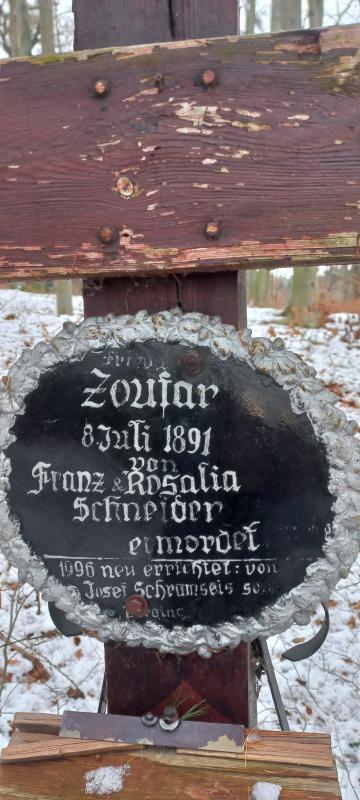 Zoufar
8 Juli 1891
von
Franz & Rosalia
Schneider
ermordet
1996 neu errichtet: von
Josef Schramseis